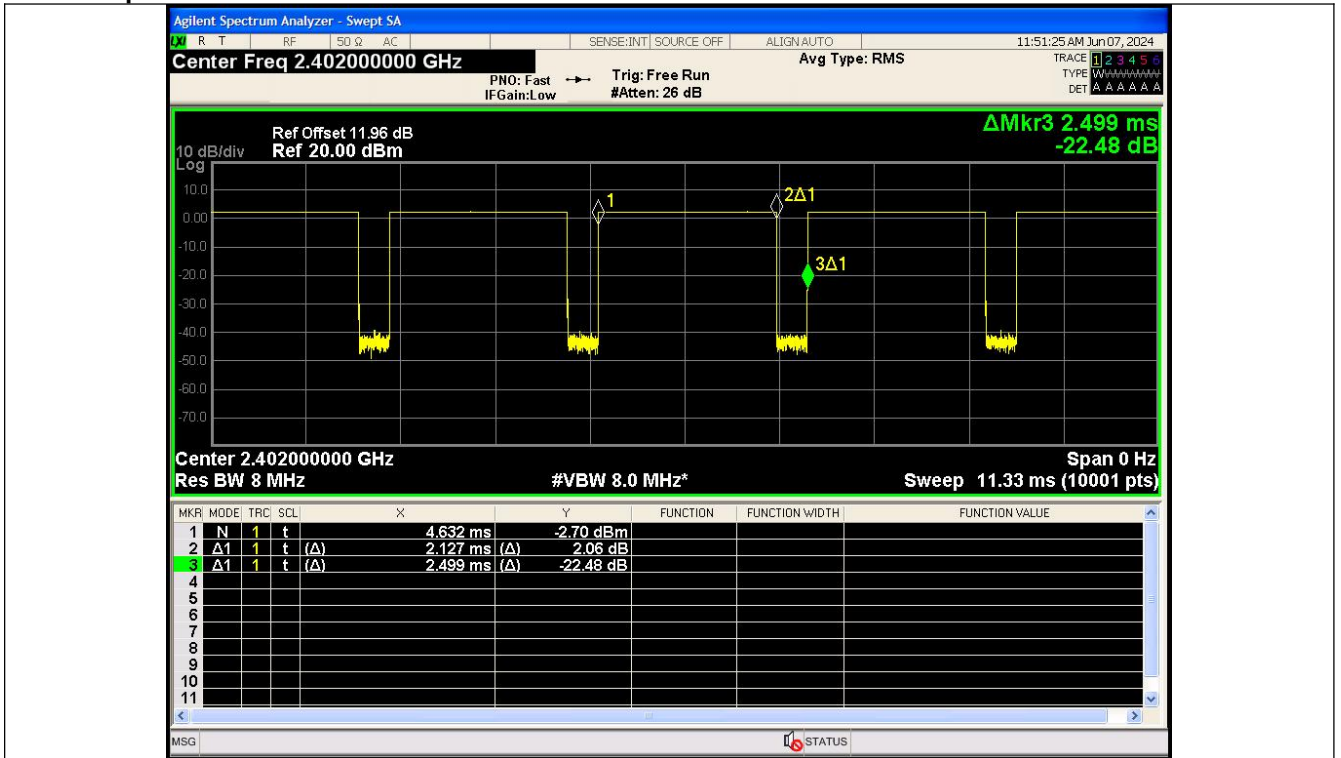 Agilent Spectrum Analyzer - Swept SA
LXI R T RF 50 Ω AC SENSE:INT SOURCE OFF ALIGN AUTO 11:51:25 AM Jun 07, 2024
Center Freq 2.402000000 GHz Avg Type: RMS TRACE 1 2 3 4 5 6
PNO: Fast Trig: Free Run TYPE W
IFGain:Low #Atten: 26 dB DET A A A A A A
ΔMkr3 2.499 ms
Ref Offset 11.96 dB
10 dB/div Ref 20.00 dBm -22.48 dB
Log
10.0
0.00
-10.0
-20.0
-30.0
-40.0
-50.0
-60.0
-70.0
1
2Δ1
3Δ1
Center 2.402000000 GHz Span 0 Hz
Res BW 8 MHz #VBW 8.0 MHz* Sweep 11.33 ms (10001 pts)
MKR MODE TRC SCL X Y FUNCTION FUNCTION WIDTH FUNCTION VALUE
1 N 1 t 4.632 ms -2.70 dBm
2 Δ1 1 t (Δ) 2.127 ms (Δ) 2.06 dB
3 Δ1 1 t (Δ) 2.499 ms (Δ) -22.48 dB
4
5
6
7
8
9
10
11
MSG STATUS